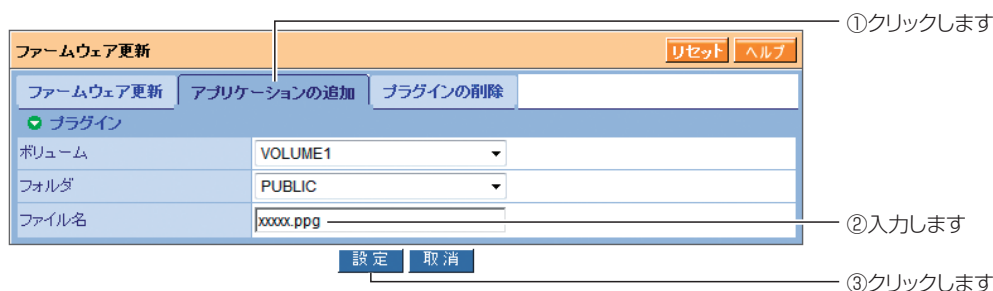 ①クリックします
ファームウェア更新 リセット ヘルプ
ファームウェア更新 アプリケーションの追加 プラグインの削除
プラグイン
ボリューム VOLUME1
フォルダ PUBLIC
ファイル名 xxxxx.ppg
②入力します
設定 取消
③クリックします